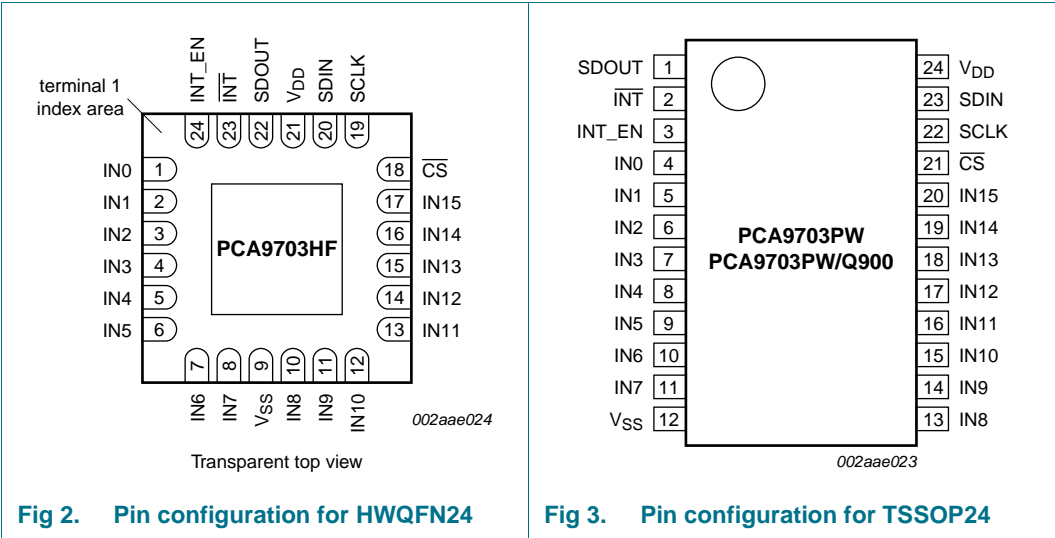 terminal 1
index area
INT_EN
INT
SDOUT
VDD
SDIN
SCLK
24 23 22 21 20 19
IN0 1
IN1 2
IN2 3
IN3 4
IN4 5
IN5 6
PCA9703HF
18 CS
17 IN15
16 IN14
15 IN13
14 IN12
13 IN11
7 8 9 10 11 12
IN6
IN7
VSS
IN8
IN9
IN10
002aae024
Transparent top view
Fig 2. Pin configuration for HWQFN24
SDOUT 1
INT 2
INT_EN 3
IN0 4
IN1 5
IN2 6
IN3 7
IN4 8
IN5 9
IN6 10
IN7 11
VSS 12
PCA9703PW
PCA9703PW/Q900
24 VDD
23 SDIN
22 SCLK
21 CS
20 IN15
19 IN14
18 IN13
17 IN12
16 IN11
15 IN10
14 IN9
13 IN8
002aae023
Fig 3. Pin configuration for TSSOP24